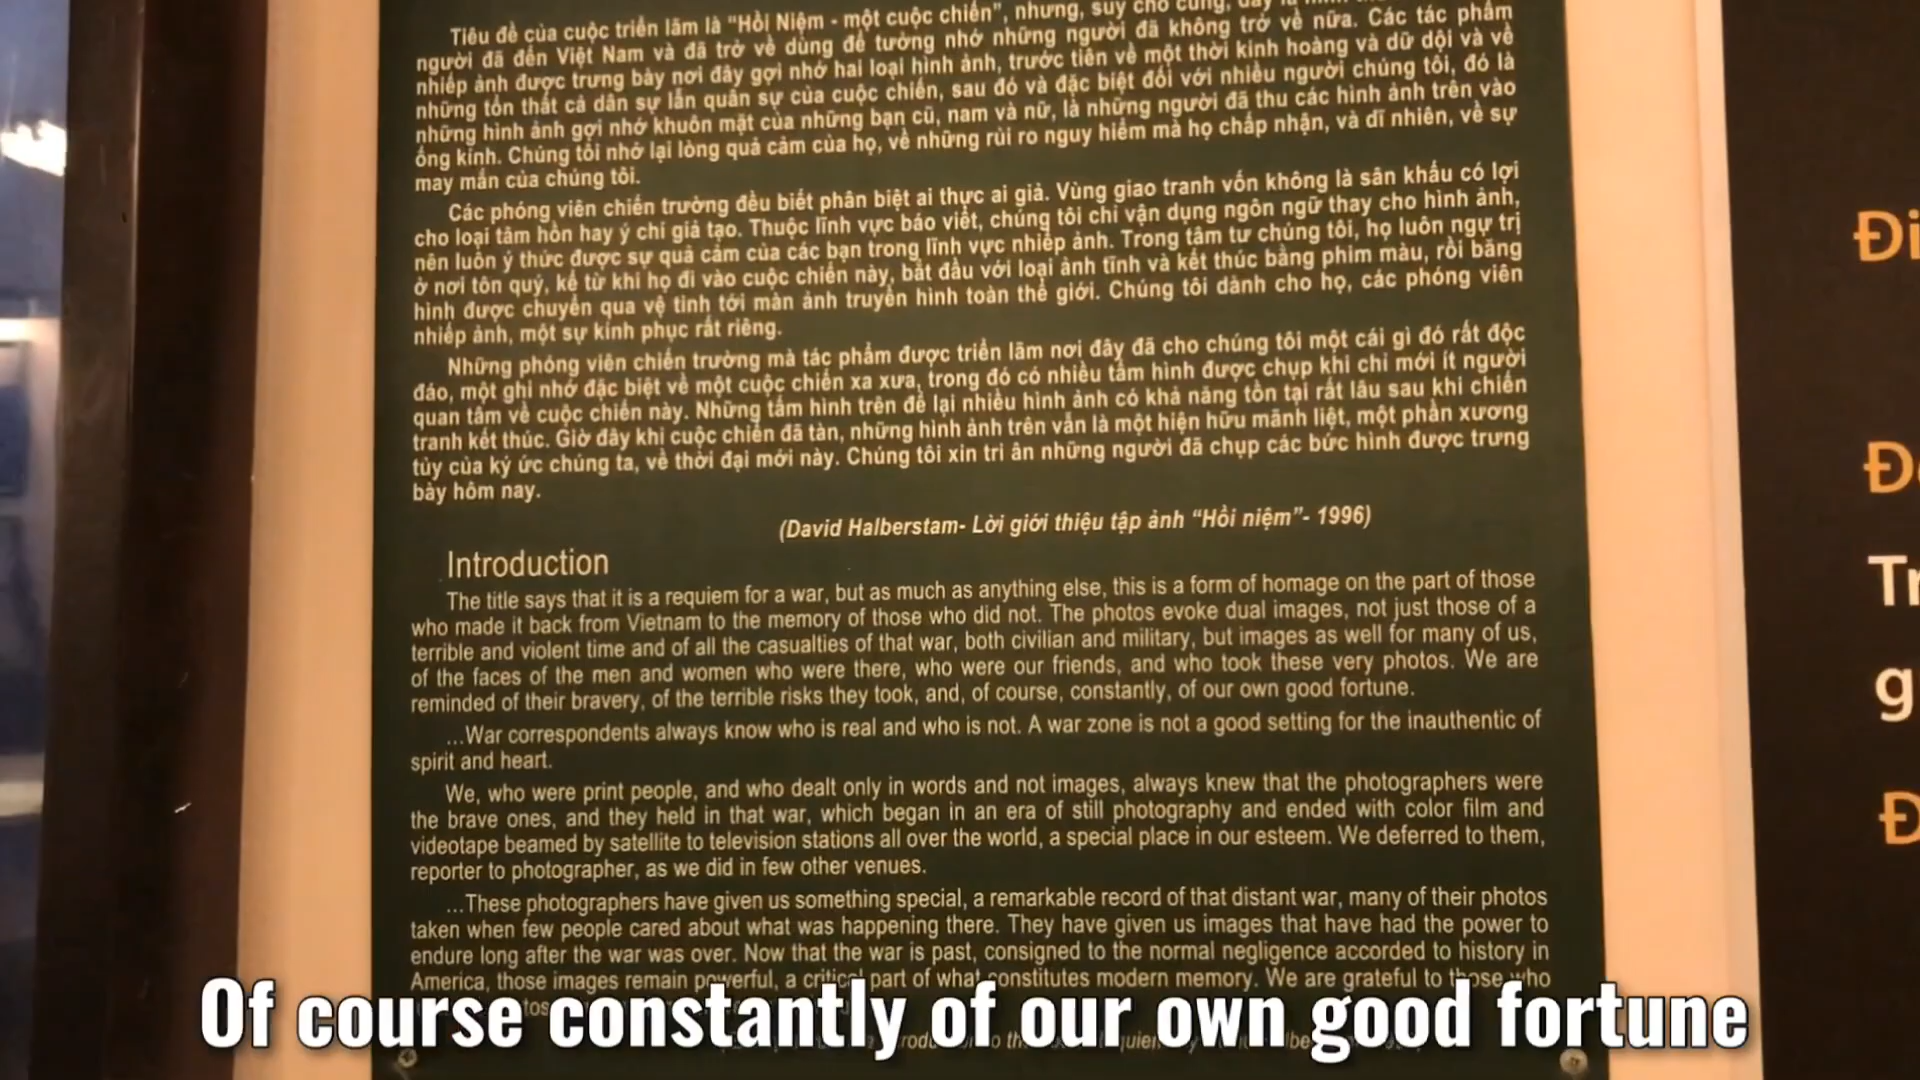 Tiêu đề của cuộc triển lãm là “Hồi Niệm - một cuộc chiến”, nhưng, suy cho cùng,
người đã đến Việt Nam và đã trở về dùng để tưởng nhớ những người đã không trở về nữa. Các tác phẩm
nhiếp ảnh được trưng bày nơi đây gợi nhớ hai loại hình ảnh, trước tiên về một thời kinh hoàng và dữ dội và về
những tổn thất cả dân sự lẫn quân sự của cuộc chiến, sau đó và đặc biệt đối với nhiều người chúng tôi, đó là
những hình ảnh gợi nhớ khuôn mặt của những bạn cũ, nam và nữ, là những người đã thu các hình ảnh trên vào
ống kính. Chúng tôi nhớ lại lòng quả cảm của họ, về những rủi ro nguy hiểm mà họ chấp nhận, và dĩ nhiên, về sự
may mắn của chúng tôi.
Các phóng viên chiến trường đều biết phân biệt ai thực ai giả. Vùng giao tranh vốn không là sân khấu có lợi
cho loại tâm hồn hay ý chí giả tạo. Thuộc lĩnh vực báo viết, chúng tôi chỉ vận dụng ngôn ngữ thay cho hình ảnh,
nên luôn ý thức được sự quả cảm của các bạn trong lĩnh vực nhiếp ảnh. Trong tâm tư chúng tôi, họ luôn ngự trị
ở nơi tôn quý, kể từ khi họ đi vào cuộc chiến này, bắt đầu với loại ảnh tĩnh và kết thúc bằng phim màu, rồi băng
hình được chuyển qua vệ tinh tới màn ảnh truyền hình toàn thế giới. Chúng tôi dành cho họ, các phóng viên
nhiếp ảnh, một sự kính phục rất riêng.
Những phóng viên chiến trường mà tác phẩm được triển lãm nơi đây đã cho chúng tôi một cái gì đó rất độc
đáo, một ghi nhớ đặc biệt về một cuộc chiến xa xưa, trong đó có nhiều tấm hình được chụp khi chỉ mới ít người
quan tâm về cuộc chiến này. Những tấm hình trên để lại nhiều hình ảnh có khả năng tồn tại rất lâu sau khi chiến
tranh kết thúc. Giờ đây khi cuộc chiến đã tàn, những hình ảnh trên vẫn là một hiện hữu mãnh liệt, một phần xương
tủy của ký ức chúng ta, về thời đại mới này. Chúng tôi xin tri ân những người đã chụp các bức hình được trưng
bày hôm nay.
(David Halberstam- Lời giới thiệu tập ảnh “Hồi niệm”- 1996)
Introduction
The title says that it is a requiem for a war, but as much as anything else, this is a form of homage on the part of those
who made it back from Vietnam to the memory of those who did not. The photos evoke dual images, not just those of a
terrible and violent time and of all the casualties of that war, both civilian and military, but images as well for many of us,
of the faces of the men and women who were there, who were our friends, and who took these very photos. We are
reminded of their bravery, of the terrible risks they took, and, of course, constantly, of our own good fortune.
...War correspondents always know who is real and who is not. A war zone is not a good setting for the inauthentic of
spirit and heart.
We, who were print people, and who dealt only in words and not images, always knew that the photographers were
the brave ones, and they held in that war, which began in an era of still photography and ended with color film and
videotape beamed by satellite to television stations all over the world, a special place in our esteem. We deferred to them,
reporter to photographer, as we did in few other venues.
...These photographers have given us something special, a remarkable record of that distant war, many of their photos
taken when few people cared about what was happening there. They have given us images that have had the power to
endure long after the war was over. Now that the war is past, consigned to the normal negligence accorded to history in
America, those images remain powerful, a critical part of what constitutes modern memory. We are grateful to those who
Of course constantly of our own good fortune
Đi
Tr
g
Đ